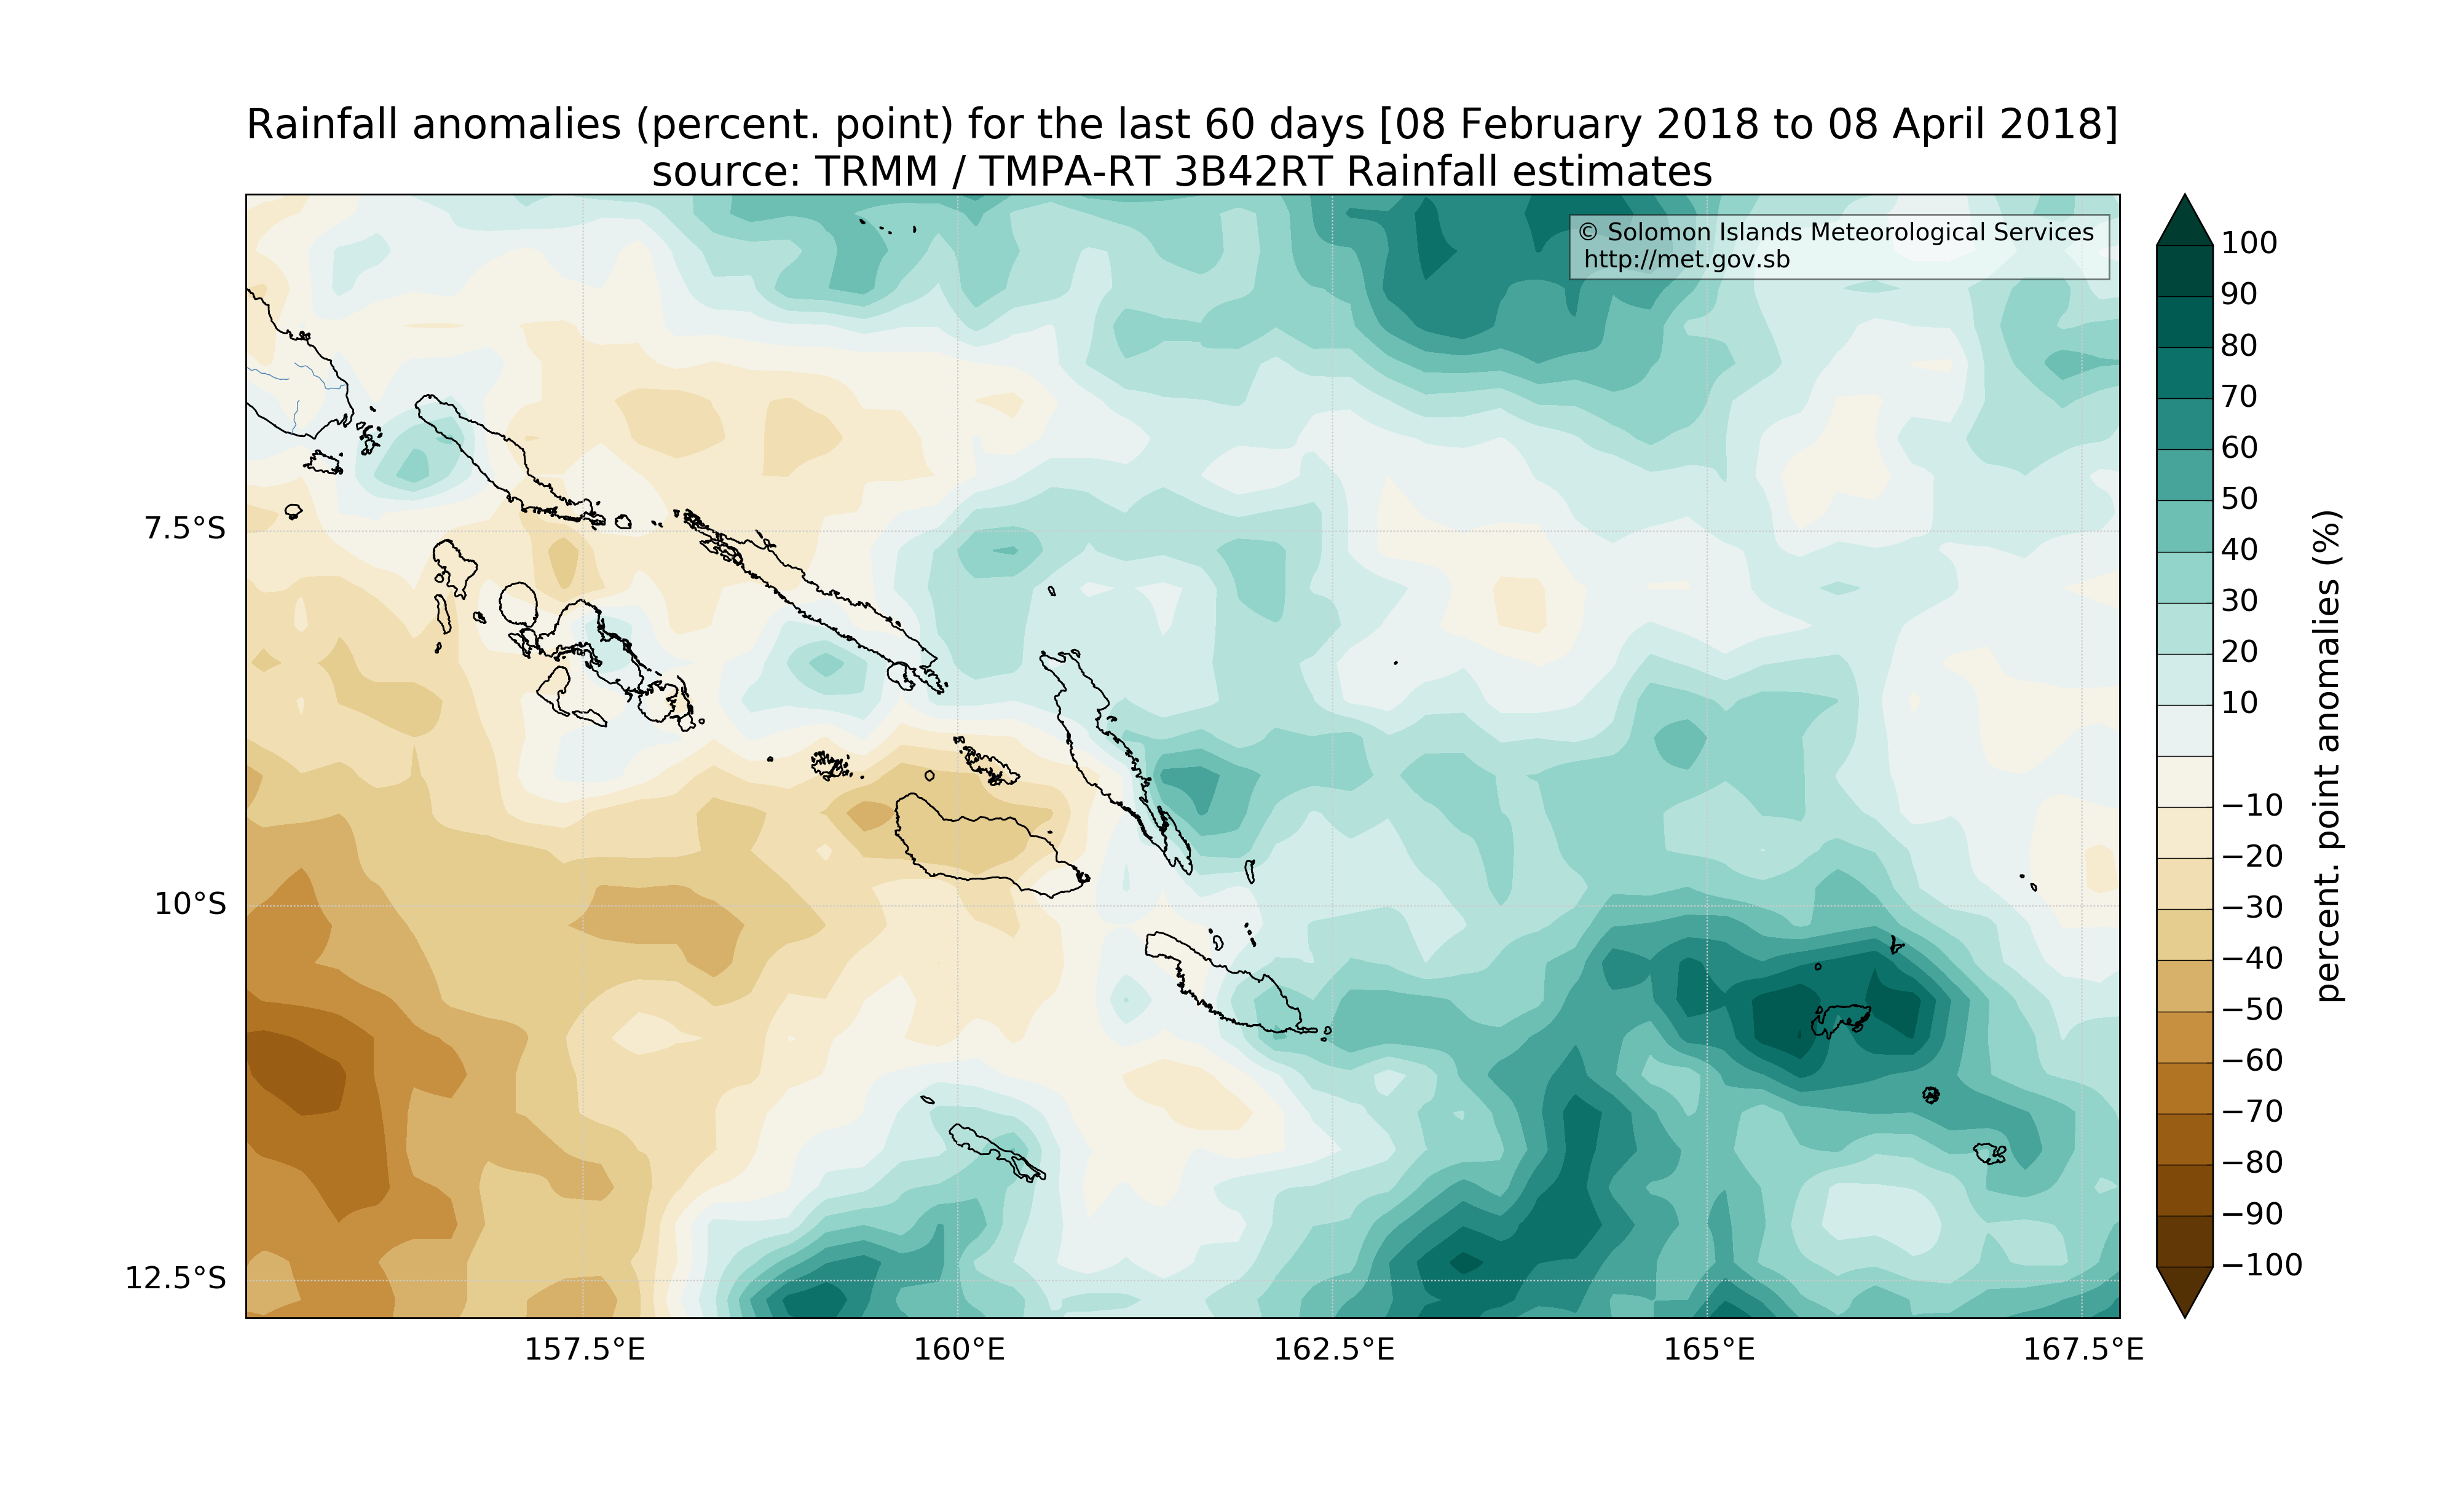 Rainfall anomalies (percent. point) for the last 60 days [08 February 2018 to 08 April 2018]
source: TRMM / TMPA-RT 3B42RT Rainfall estimates
© Solomon Islands Meteorological Services
http://met.gov.sb
7.5°S
10°S
12.5°S
157.5°E
160°E
162.5°E
165°E
167.5°E
100
90
80
70
60
50
40
30
20
10
−10
−20
−30
−40
−50
−60
−70
−80
−90
−100
percent. point anomalies (%)